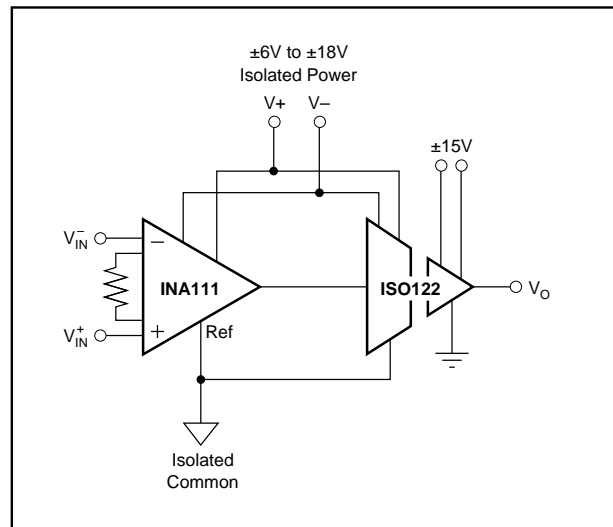 ±6V to ±18V
Isolated Power
V+ V–
±15V
V⁻IN
–
INA111
ISO122
VO
+
V⁺IN
Ref
Isolated
Common